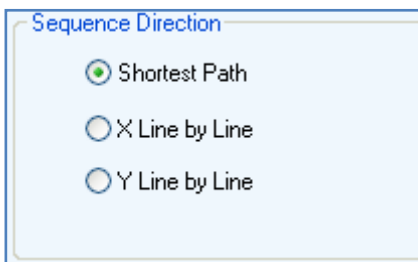 Sequence Direction
Shortest Path
X Line by Line
Y Line by Line